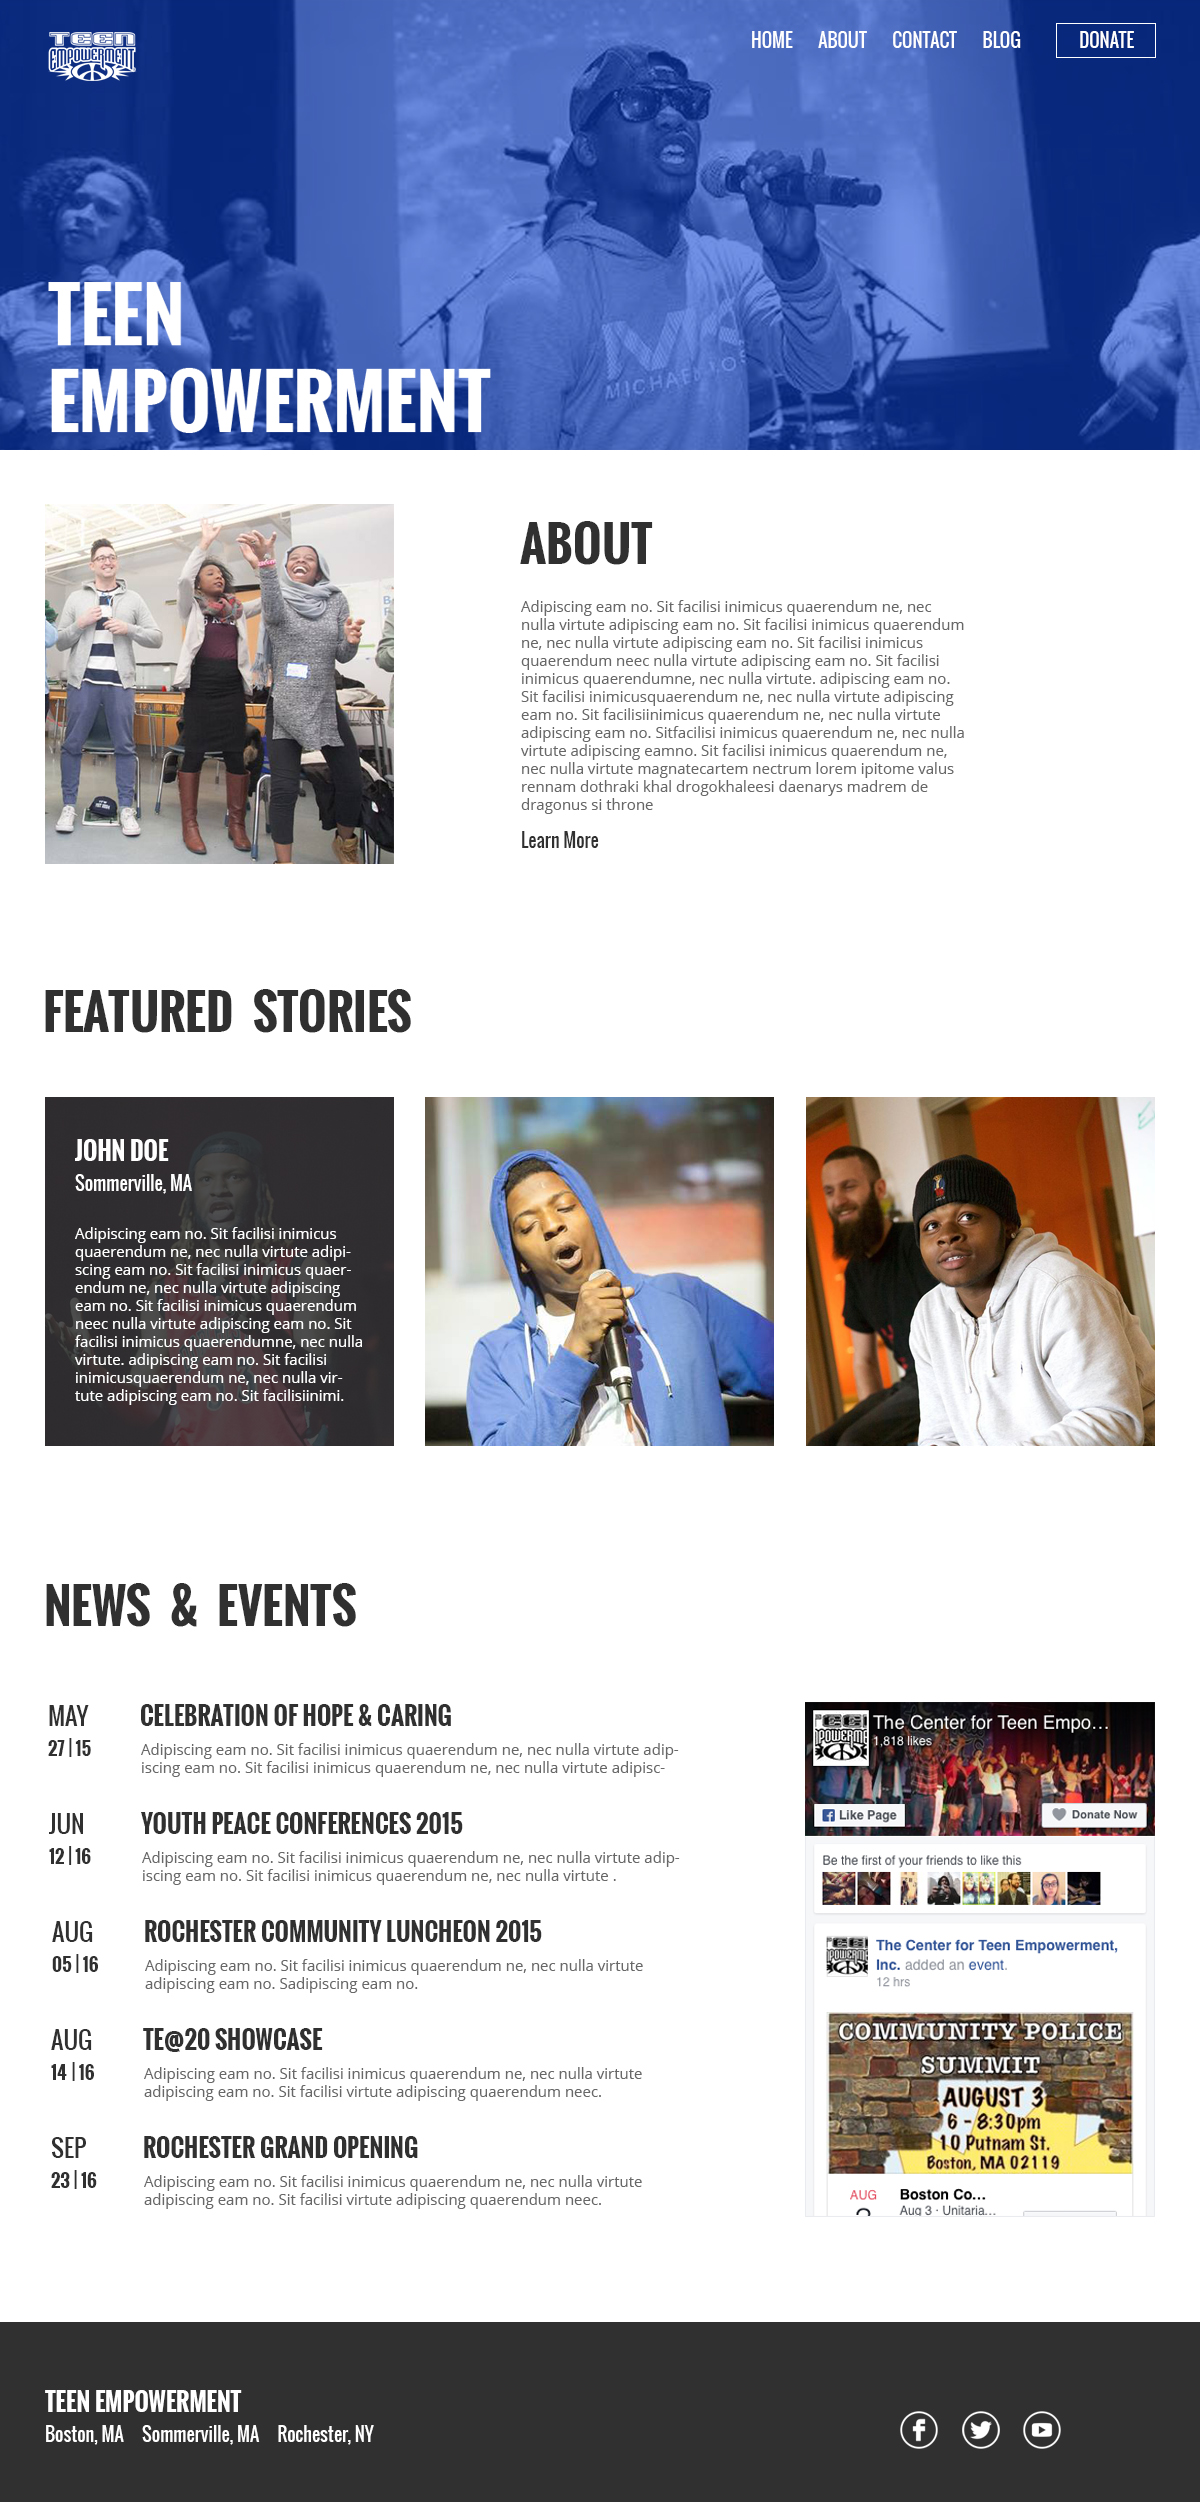 TEEN
EMPOWERMENT
HOME ABOUT CONTACT BLOG DONATE
MICHAEL KOS
TEEN
EMPOWERMENT
ABOUT
Adipiscing eam no. Sit facilisi inimicus quaerendum ne, nec
nulla virtute adipiscing eam no. Sit facilisi inimicus quaerendum
ne, nec nulla virtute adipiscing eam no. Sit facilisi inimicus
quaerendum neec nulla virtute adipiscing eam no. Sit facilisi
inimicus quaerendumne, nec nulla virtute. adipiscing eam no.
Sit facilisi inimicusquaerendum ne, nec nulla virtute adipiscing
eam no. Sit facilisiinimicus quaerendum ne, nec nulla virtute
adipiscing eam no. Sitfacilisi inimicus quaerendum ne, nec nulla
virtute adipiscing eamno. Sit facilisi inimicus quaerendum ne,
nec nulla virtute magnatecartem nectrum lorem ipitome valus
rennam dothraki khal drogokhaleesi daenarys madrem de
dragonus si throne
Learn More
FEATURED STORIES
JOHN DOE
Sommerville, MA
Adipiscing eam no. Sit facilisi inimicus
quaerendum ne, nec nulla virtute adipi-
scing eam no. Sit facilisi inimicus quaer-
endum ne, nec nulla virtute adipiscing
eam no. Sit facilisi inimicus quaerendum
neec nulla virtute adipiscing eam no. Sit
facilisi inimicus quaerendumne, nec nulla
virtute. adipiscing eam no. Sit facilisi
inimicusquaerendum ne, nec nulla vir-
tute adipiscing eam no. Sit facilisiinimi.
NEWS & EVENTS
MAY
27 | 15
CELEBRATION OF HOPE & CARING
Adipiscing eam no. Sit facilisi inimicus quaerendum ne, nec nulla virtute adip-
iscing eam no. Sit facilisi inimicus quaerendum ne, nec nulla virtute adipisc-
JUN
12 | 16
YOUTH PEACE CONFERENCES 2015
Adipiscing eam no. Sit facilisi inimicus quaerendum ne, nec nulla virtute adip-
iscing eam no. Sit facilisi inimicus quaerendum ne, nec nulla virtute .
AUG
05 | 16
ROCHESTER COMMUNITY LUNCHEON 2015
Adipiscing eam no. Sit facilisi inimicus quaerendum ne, nec nulla virtute
adipiscing eam no. Sadipiscing eam no.
AUG
14 | 16
TE@20 SHOWCASE
Adipiscing eam no. Sit facilisi inimicus quaerendum ne, nec nulla virtute
adipiscing eam no. Sit facilisi virtute adipiscing quaerendum neec.
SEP
23 | 16
ROCHESTER GRAND OPENING
Adipiscing eam no. Sit facilisi inimicus quaerendum ne, nec nulla virtute
adipiscing eam no. Sit facilisi virtute adipiscing quaerendum neec.
The Center for Teen Empo...
1,818 likes
Like Page
Donate Now
Be the first of your friends to like this
The Center for Teen Empowerment,
Inc. added an event.
12 hrs
COMMUNITY POLICE
SUMMIT
AUGUST 3
6 - 8:30pm
10 Putnam St.
Boston, MA 02119
AUG
Boston Co...
Aug 3 · Unitaria...
TEEN EMPOWERMENT
Boston, MA Sommerville, MA Rochester, NY